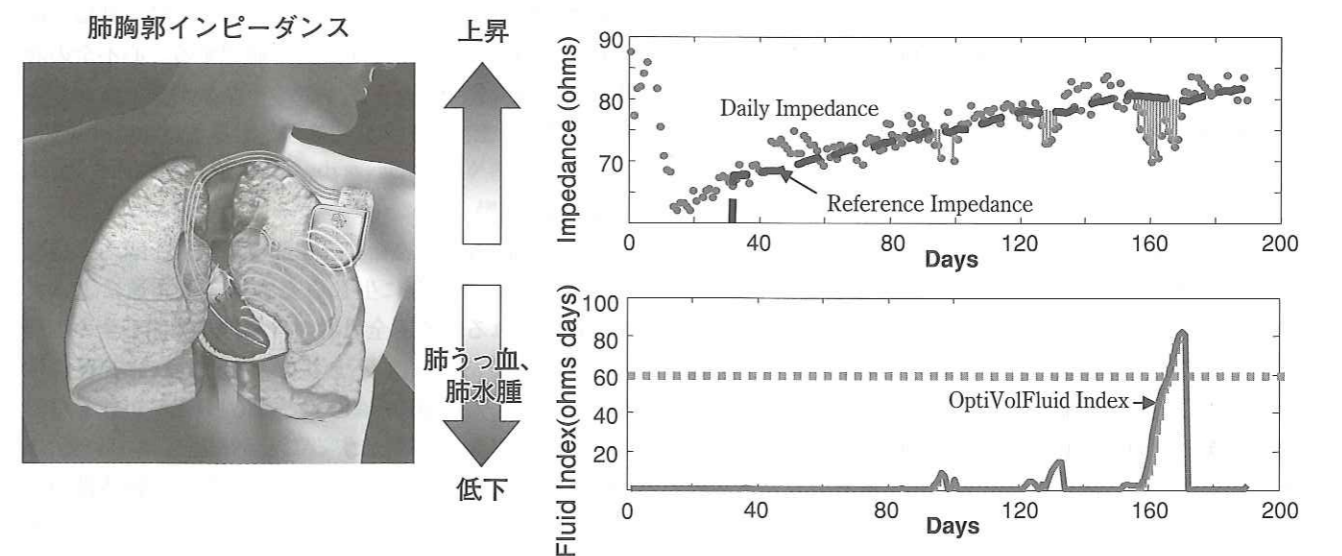 肺胸郭インピーダンス
上昇
肺うっ血、
肺水腫
低下
Impedance (ohms)
90
80
70
Daily Impedance
Reference Impedance
0
40
80
120
160
200
Days
Fluid Index(ohms days)
100
80
60
40
20
OptiVolFluid Index
0
40
80
120
160
200
Days